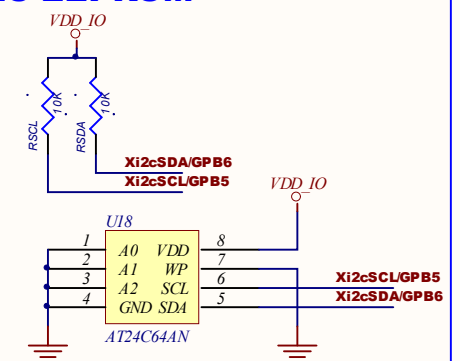 VDD_IO
10K
10K
RSCL
RSDA
Xi2cSDA/GPB6
Xi2cSCL/GPB5
VDD_IO
U18
1 A0 VDD 8
2 A1 WP 7
3 A2 SCL 6
4 GND SDA 5
Xi2cSCL/GPB5
Xi2cSDA/GPB6
AT24C64AN